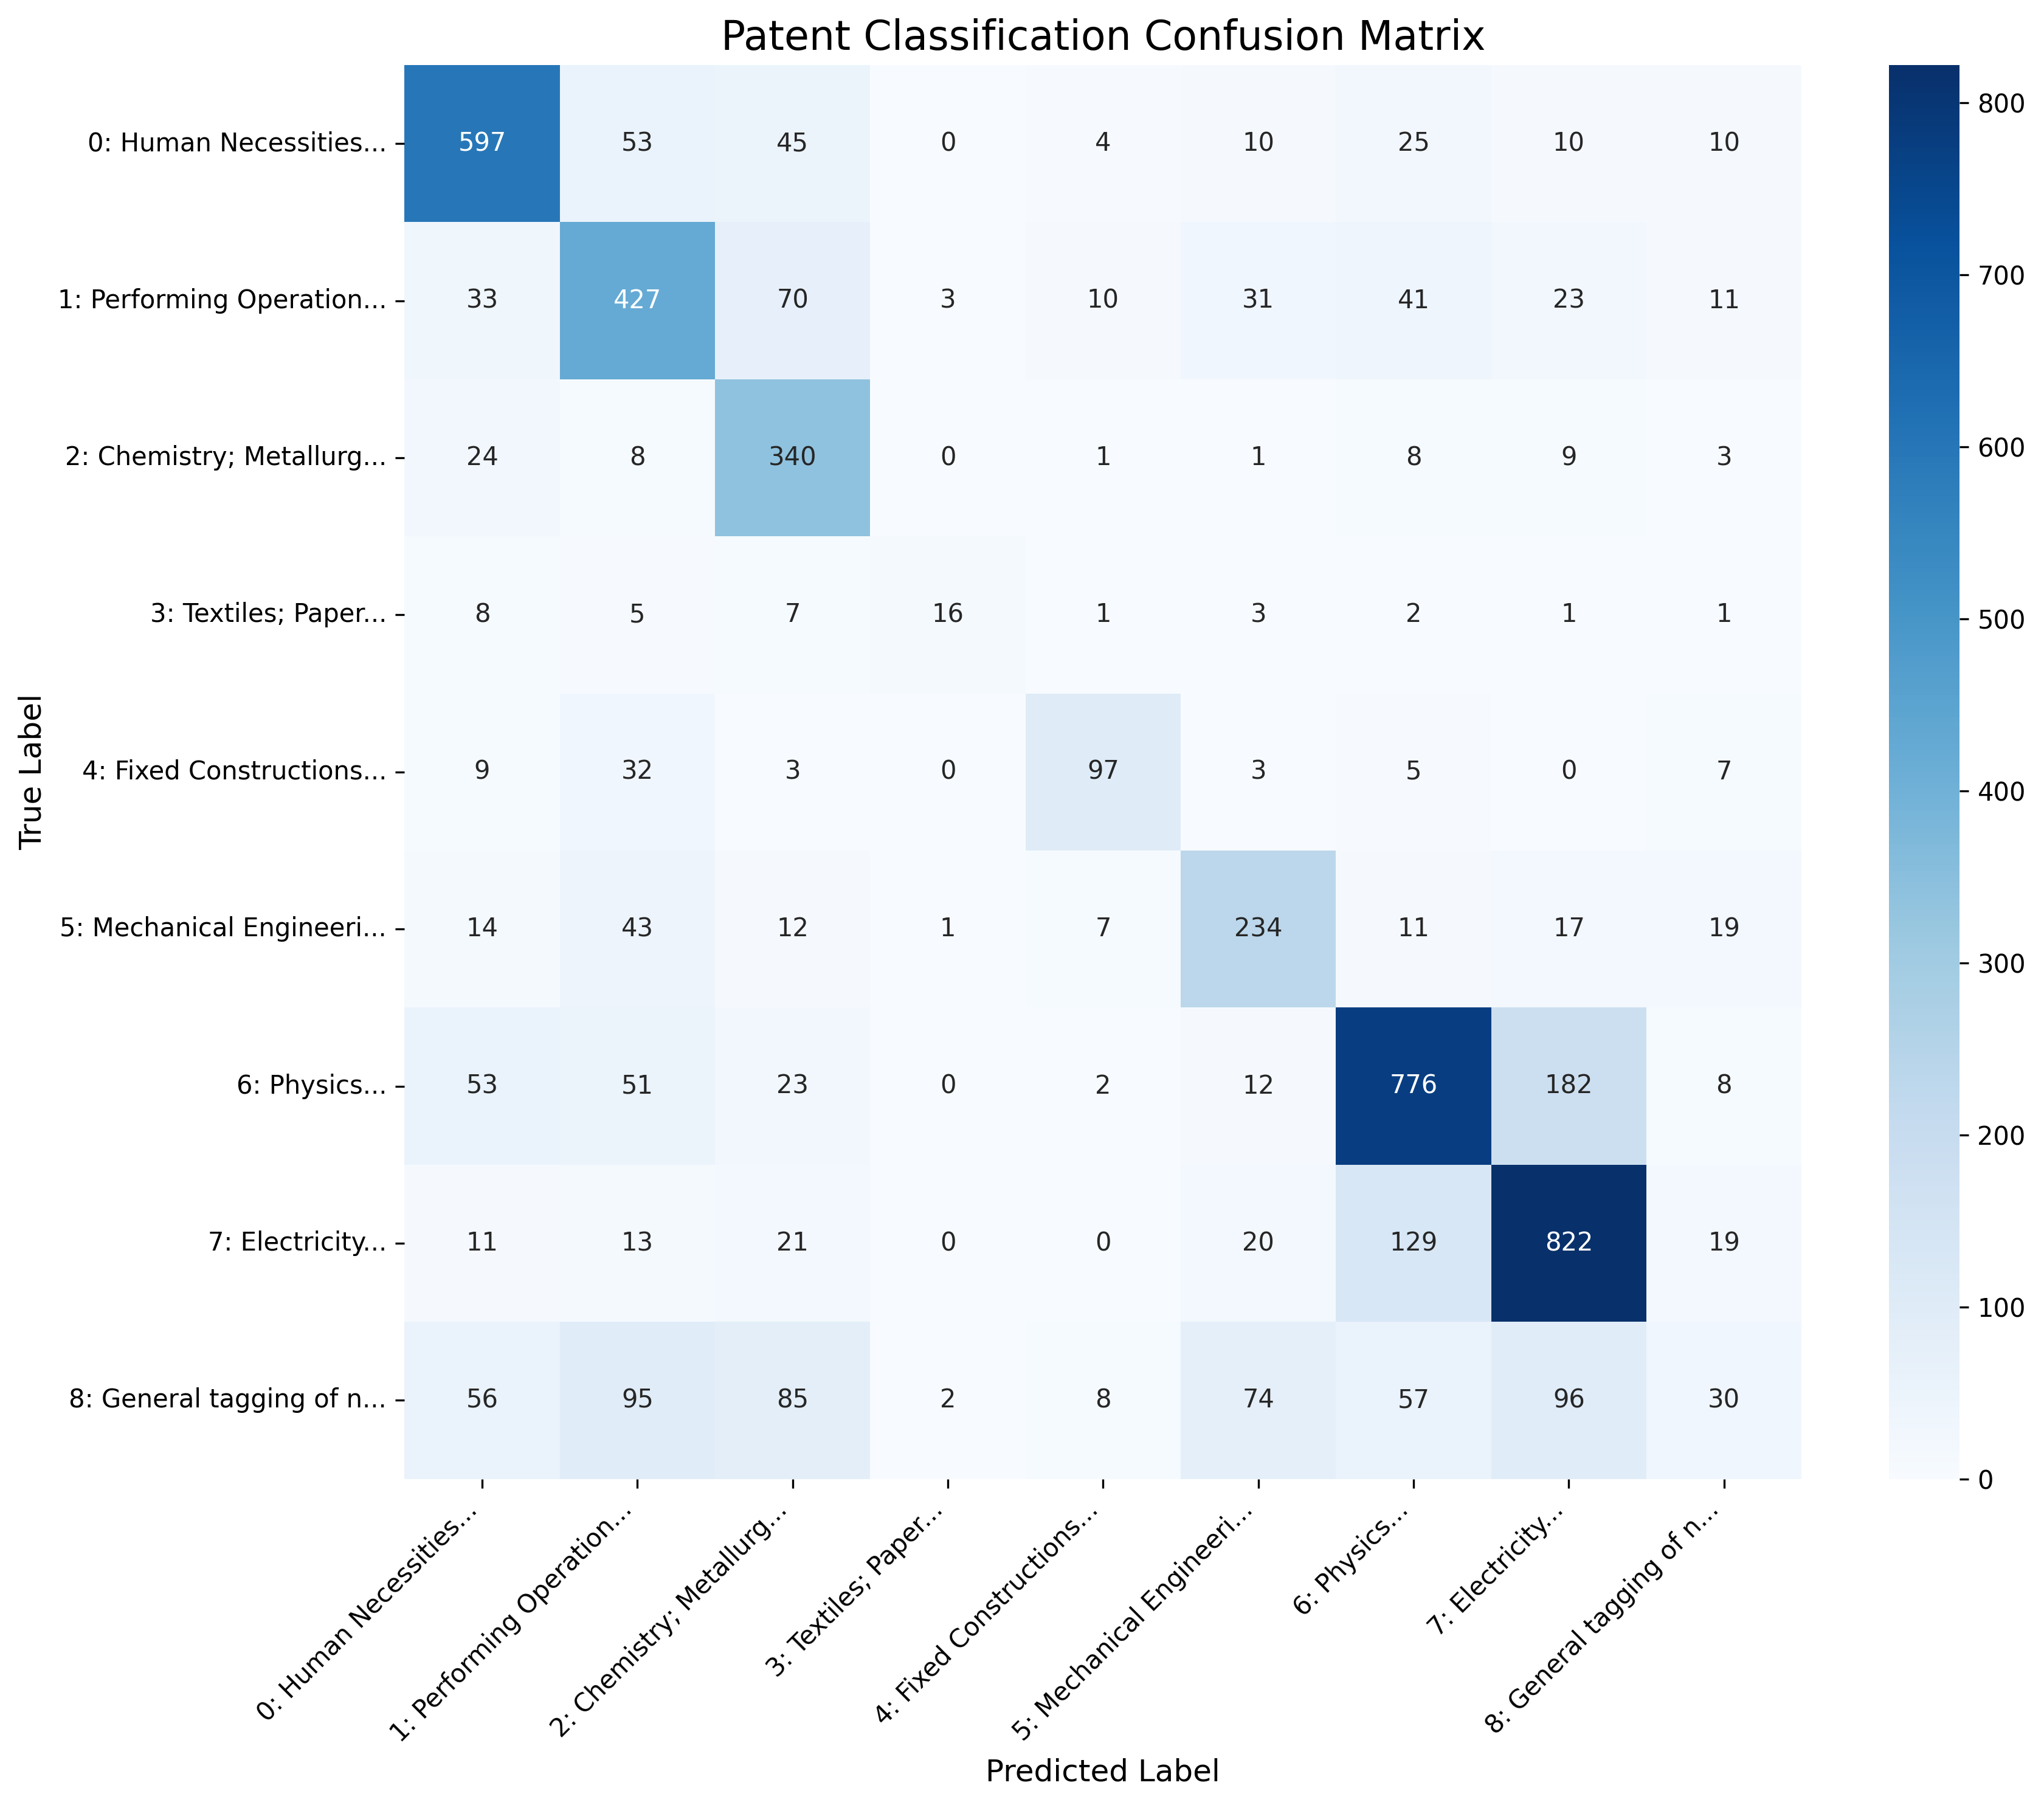 Patent Classification Confusion Matrix
True Label
0: Human Necessities... 597 53 45 0 4 10 25 10 10
1: Performing Operation... 33 427 70 3 10 31 41 23 11
2: Chemistry; Metallurg... 24 8 340 0 1 1 8 9 3
3: Textiles; Paper... 8 5 7 16 1 3 2 1 1
4: Fixed Constructions... 9 32 3 0 97 3 5 0 7
5: Mechanical Engineeri... 14 43 12 1 7 234 11 17 19
6: Physics... 53 51 23 0 2 12 776 182 8
7: Electricity... 11 13 21 0 0 20 129 822 19
8: General tagging of n... 56 95 85 2 8 74 57 96 30
0: Human Necessities...
1: Performing Operation...
2: Chemistry; Metallurg...
3: Textiles; Paper...
4: Fixed Constructions...
5: Mechanical Engineeri...
6: Physics...
7: Electricity...
8: General tagging of n...
Predicted Label
800
700
600
500
400
300
200
100
0